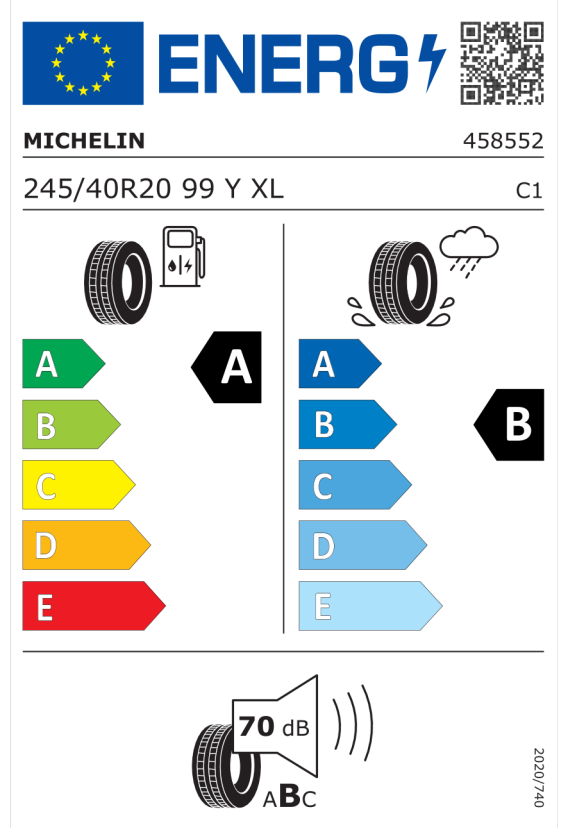 ENERG
MICHELIN 458552
245/40R20 99 Y XL C1
A A
B
C
D
E
A
B B
C
D
E
70 dB
ABC
2020/740